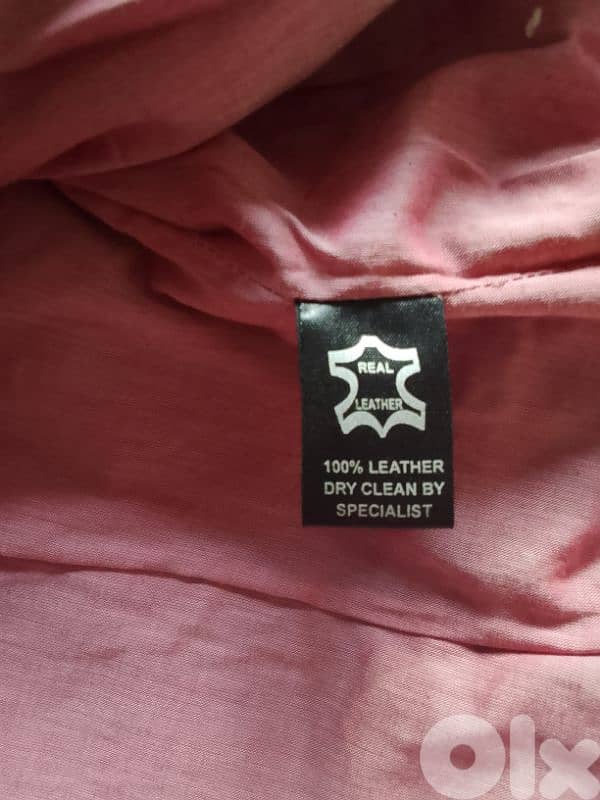 REAL
LEATHER
100% LEATHER
DRY CLEAN BY
SPECIALIST
Olx